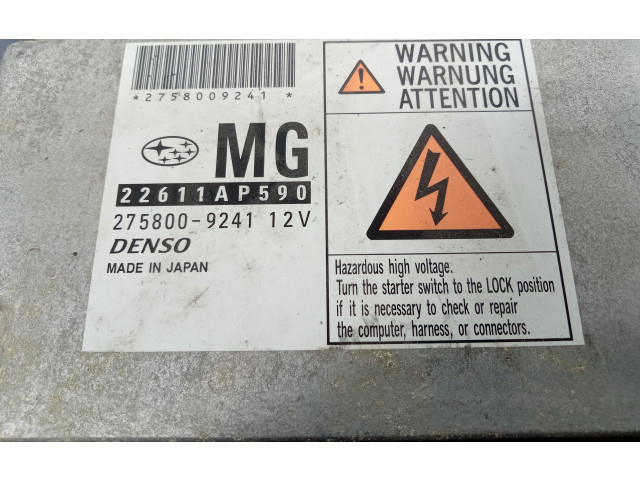 *2758009241*
MG
22611AP590
275800-9241 12V
DENSO
MADE IN JAPAN
WARNING
WARNUNG
ATTENTION
Hazardous high voltage.
Turn the starter switch to the LOCK position
if it is necessary to check or repair
the computer, harness, or connectors.